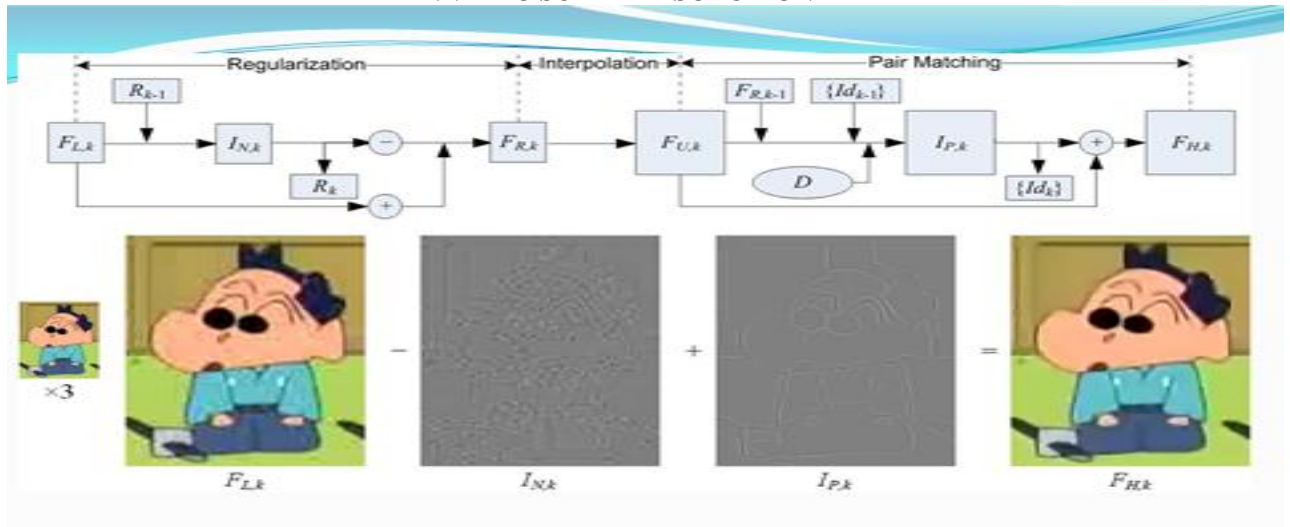 Regularization Interpolation Pair Matching
R_{k-1} F_{R,k-1} {Id_{k-1}}
F_{L,k} I_{N,k} − F_{R,k} F_{U,k} I_{P,k} + F_{H,k}
R_k D {Id_k}
+
− + =
×3
F_{L,k} I_{N,k} I_{P,k} F_{H,k}